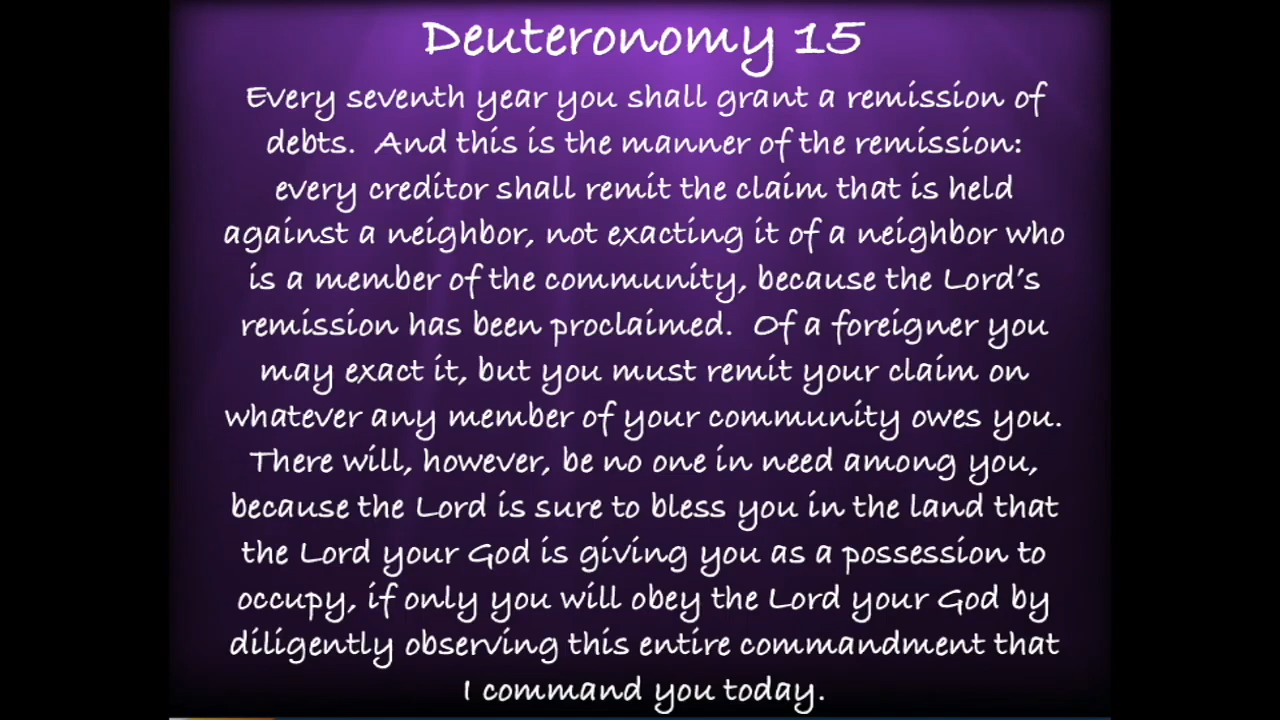 Deuteronomy 15
Every seventh year you shall grant a remission of
debts.  And this is the manner of the remission:
every creditor shall remit the claim that is held
against a neighbor, not exacting it of a neighbor who
is a member of the community, because the Lord's
remission has been proclaimed.  Of a foreigner you
may exact it, but you must remit your claim on
whatever any member of your community owes you.
There will, however, be no one in need among you,
because the Lord is sure to bless you in the land that
the Lord your God is giving you as a possession to
occupy, if only you will obey the Lord your God by
diligently observing this entire commandment that
I command you today.